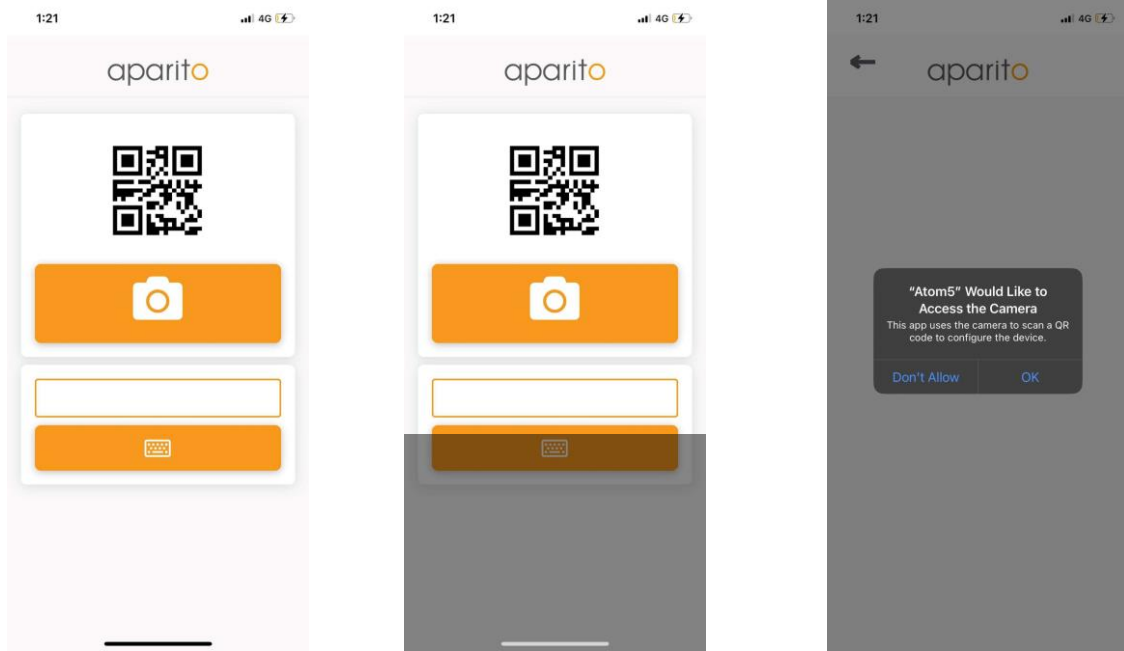 1:21 4G
aparito
1:21 4G
aparito
1:21 4G
aparito
“Atom5” Would Like to
Access the Camera
This app uses the camera to scan a QR
code to configure the device.
Don't Allow OK